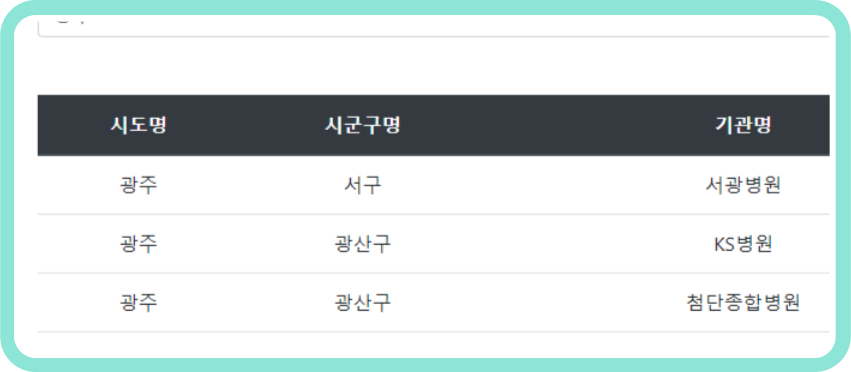 시도명 시군구명 기관명
광주 서구 서광병원
광주 광산구 KS병원
광주 광산구 첨단종합병원